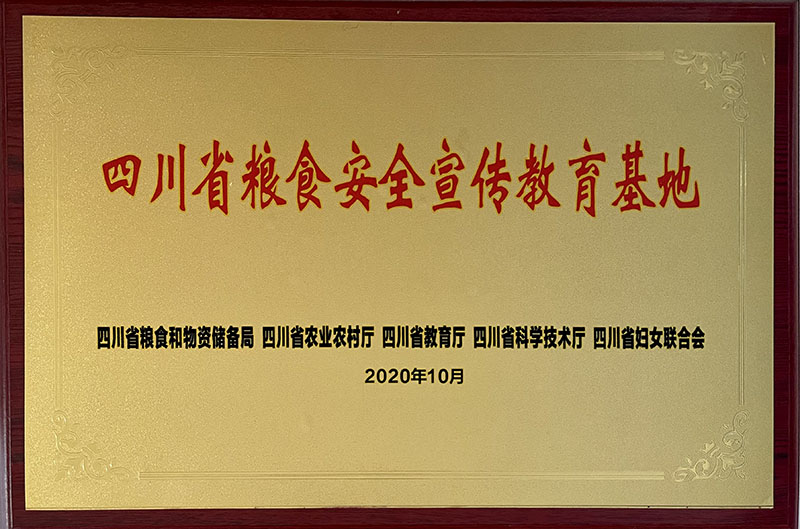 四川省粮食安全宣传教育基地
四川省粮食和物资储备局 四川省农业农村厅 四川省教育厅 四川省科学技术厅 四川省妇女联合会
2020年10月